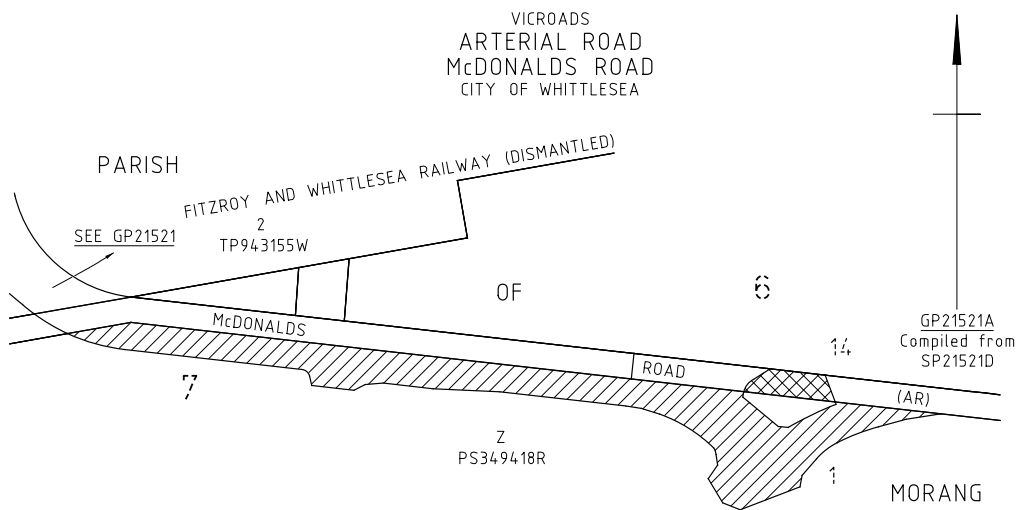 VICROADS
ARTERIAL ROAD
McDONALDS ROAD
CITY OF WHITTLESEA
PARISH
FITZROY AND WHITTLESEA RAILWAY (DISMANTLED)
2
TP943155W
SEE GP21521
OF
6
McDONALDS
GP21521A
Compiled from
SP21521D
14
ROAD
(AR)
7
Z
PS349418R
1
MORANG